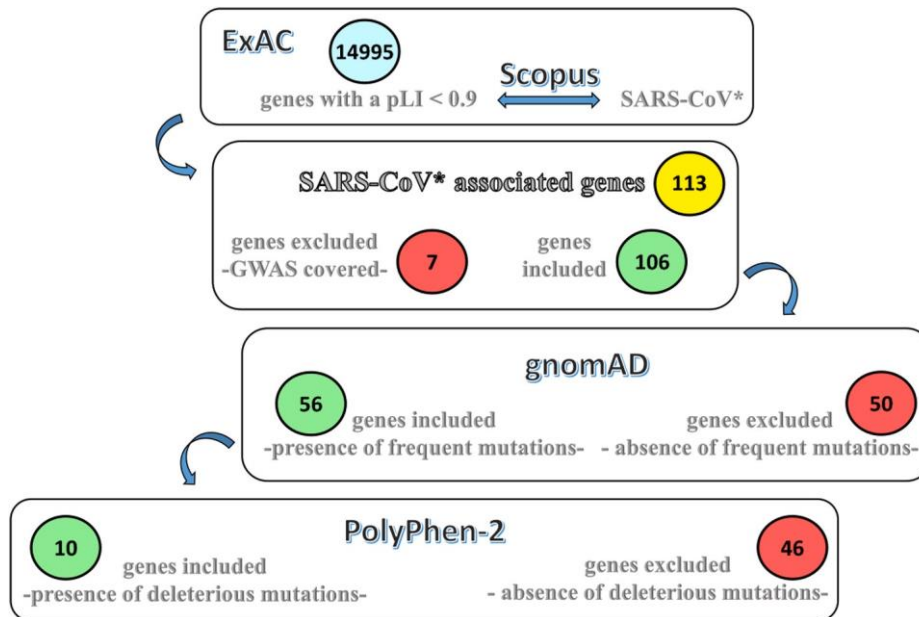 ExAC
14995
Scopus
genes with a pLI < 0.9
SARS-CoV*
SARS-CoV* associated genes
113
genes excluded
-GWAS covered-
7
genes
included
106
gnomAD
56
genes included
-presence of frequent mutations-
50
genes excluded
- absence of frequent mutations-
PolyPhen-2
10
genes included
-presence of deleterious mutations-
46
genes excluded
- absence of deleterious mutations-